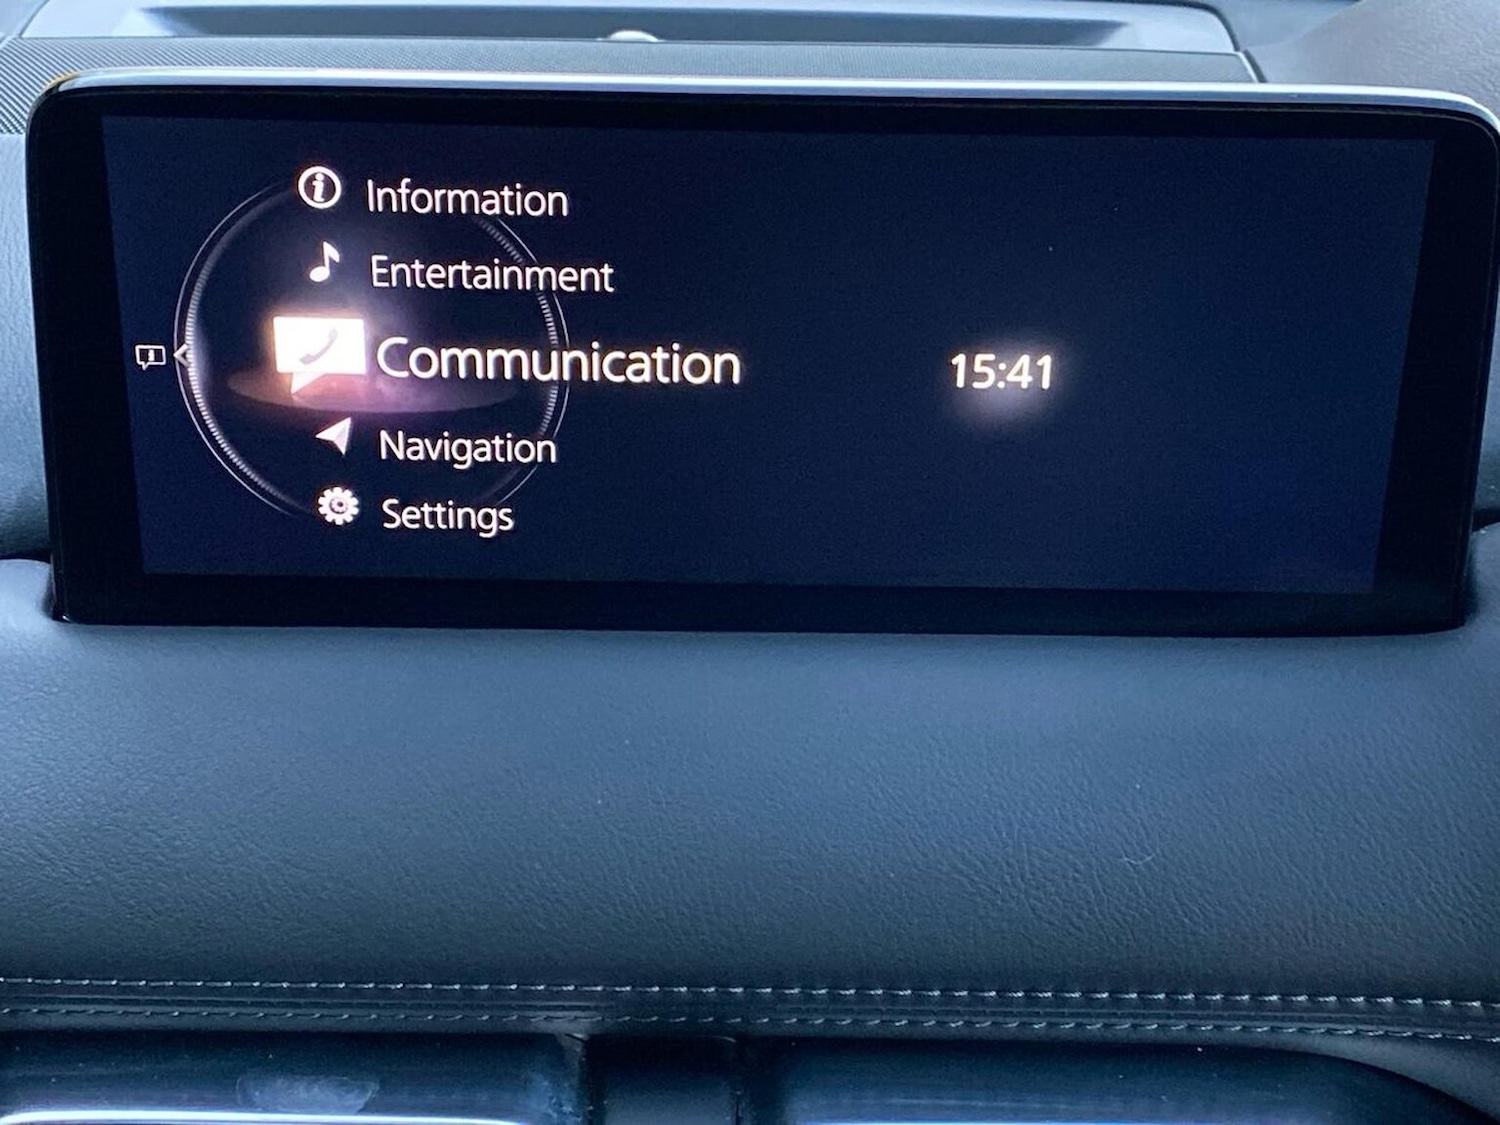 Information
Entertainment
Communication
15:41
Navigation
Settings